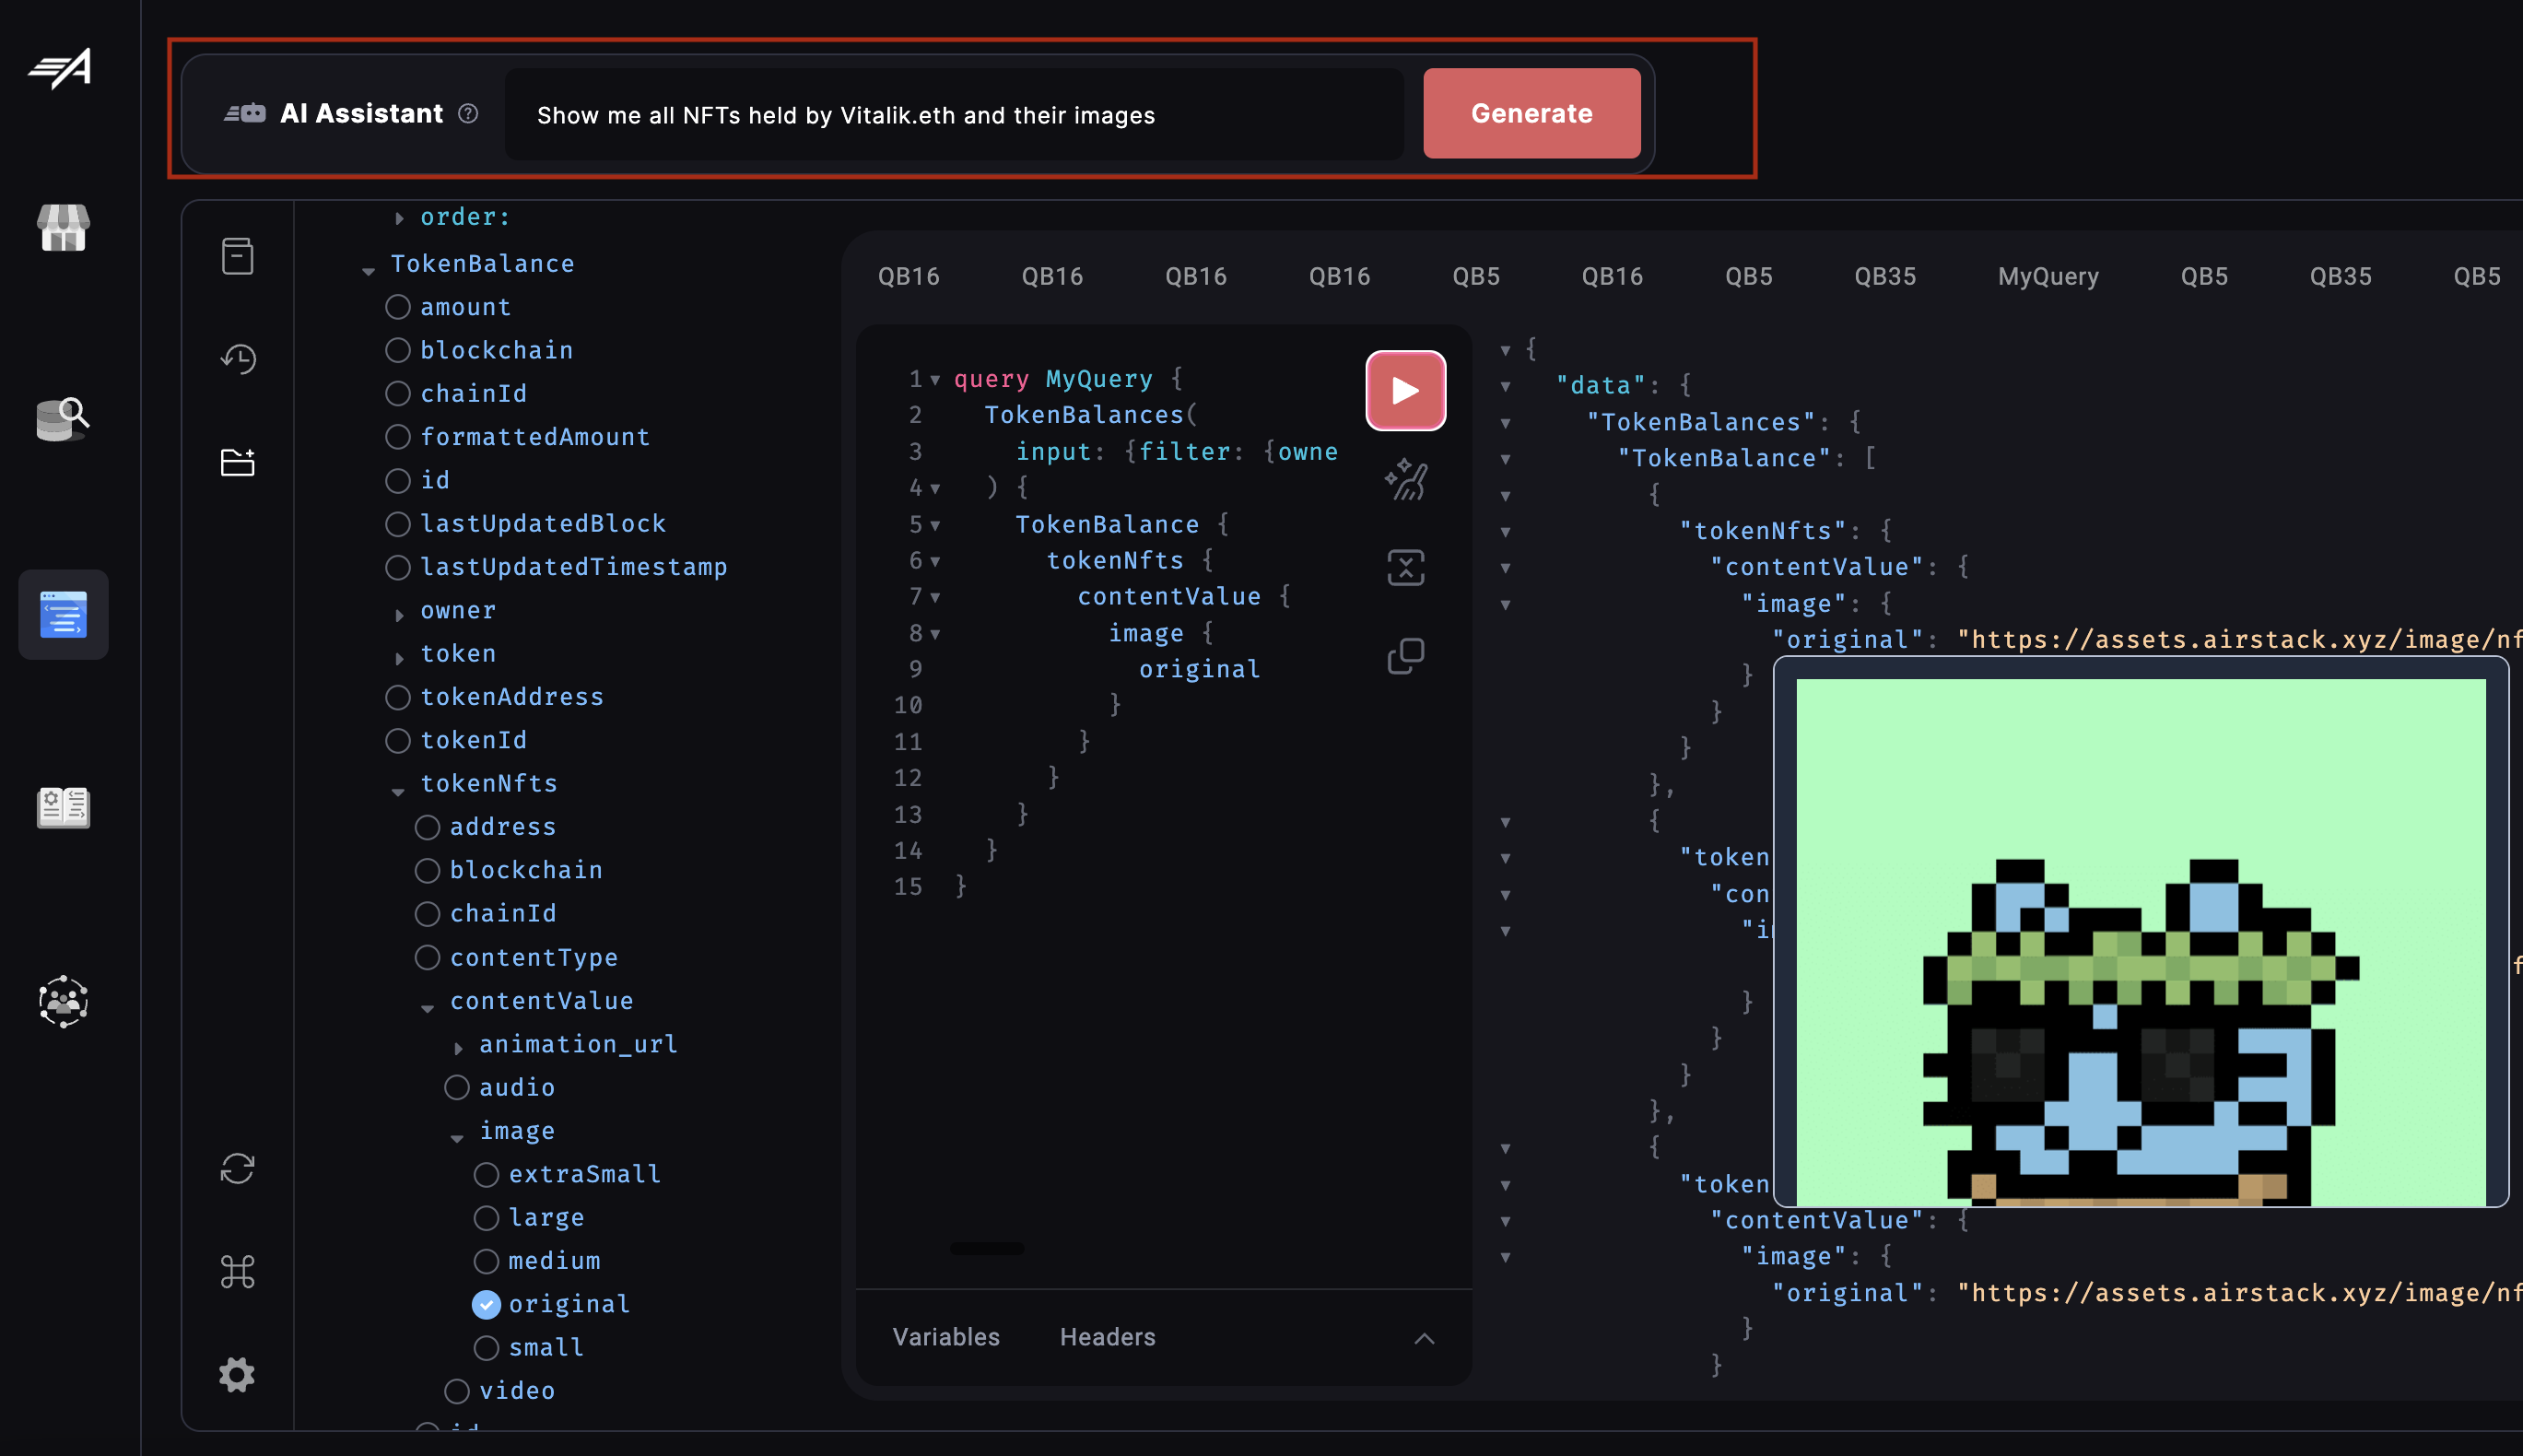 AI Assistant
Show me all NFTs held by Vitalik.eth and their images
Generate
order:
TokenBalance
amount
blockchain
chainId
formattedAmount
id
lastUpdatedBlock
lastUpdatedTimestamp
owner
token
tokenAddress
tokenId
tokenNfts
address
blockchain
chainId
contentType
contentValue
animation_url
audio
image
extraSmall
large
medium
original
small
video
id
QB16 QB16 QB16 QB16 QB5 QB16 QB5 QB35 MyQuery QB5 QB35 QB5
1 query MyQuery {
2 TokenBalances(
3 input: {filter: {owne
4 ) {
5 TokenBalance {
6 tokenNfts {
7 contentValue {
8 image {
9 original
10 }
11 }
12 }
13 }
14 }
15 }
Variables Headers
{
"data": {
"TokenBalances": {
"TokenBalance": [
{
"tokenNfts": {
"contentValue": {
"image": {
"original": "https://assets.airstack.xyz/image/nf
}
}
}
},
{
"token
"con
"i
}
}
}
},
{
"token
"contentValue": {
"image": {
"original": "https://assets.airstack.xyz/image/nf
}
}